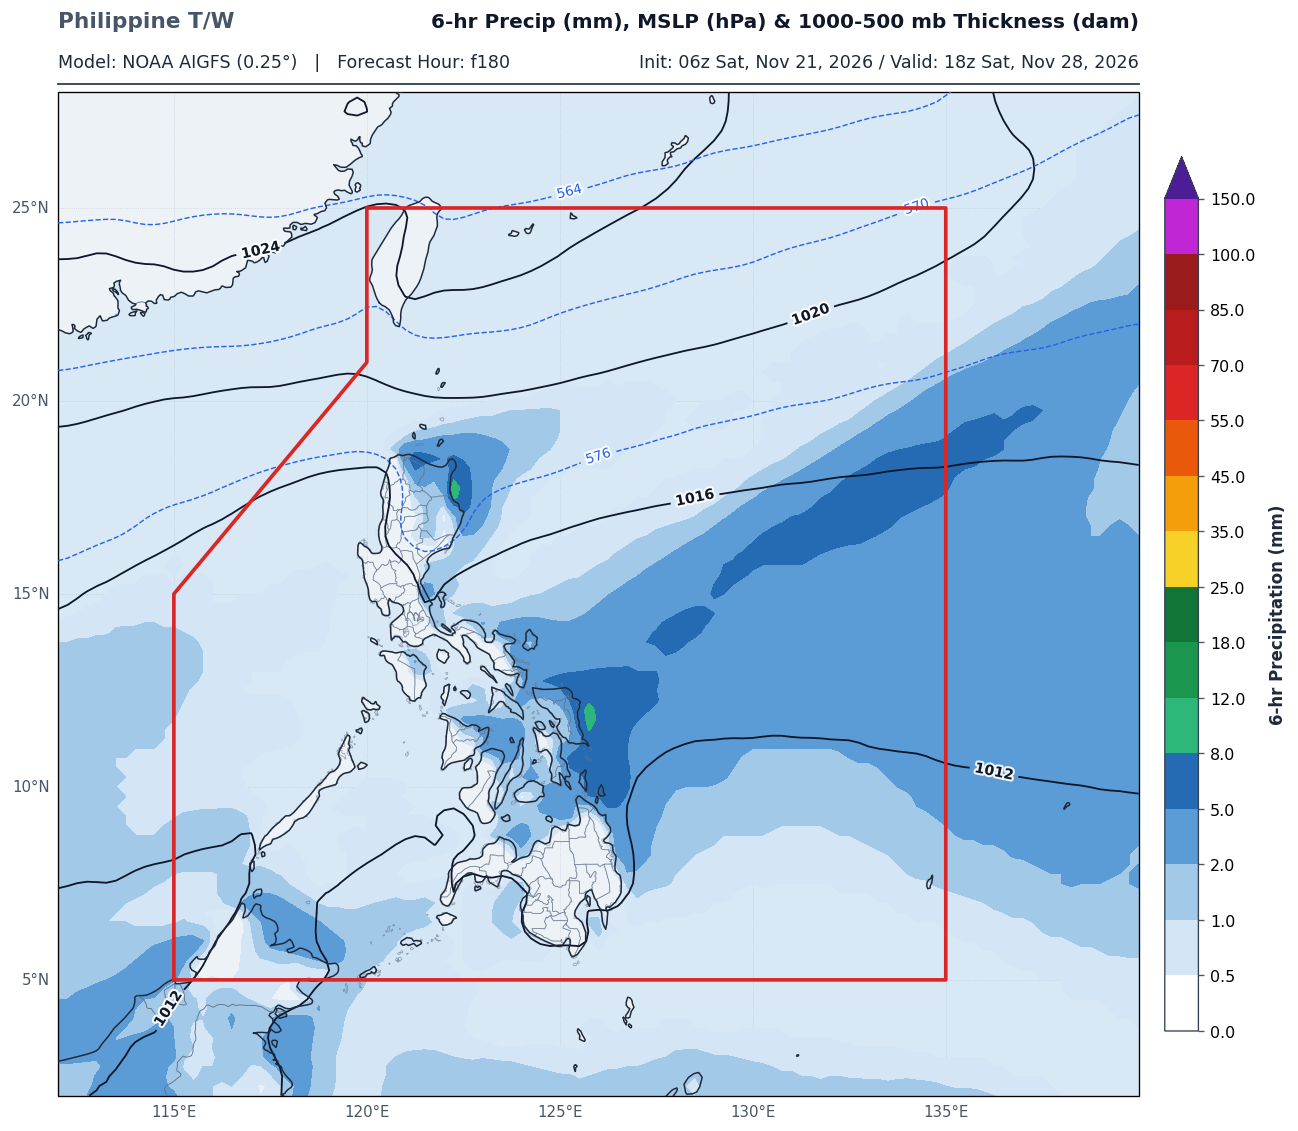 Philippine T/W
6-hr Precip (mm), MSLP (hPa) & 1000-500 mb Thickness (dam)
Model: NOAA AIGFS (0.25°) | Forecast Hour: f180
Init: 06z Sat, Nov 21, 2026 / Valid: 18z Sat, Nov 28, 2026
25°N
20°N
15°N
10°N
5°N
115°E
120°E
125°E
130°E
135°E
564
570
576
1024
1020
1016
1012
1012
150.0
100.0
85.0
70.0
55.0
45.0
35.0
25.0
18.0
12.0
8.0
5.0
2.0
1.0
0.5
0.0
6-hr Precipitation (mm)